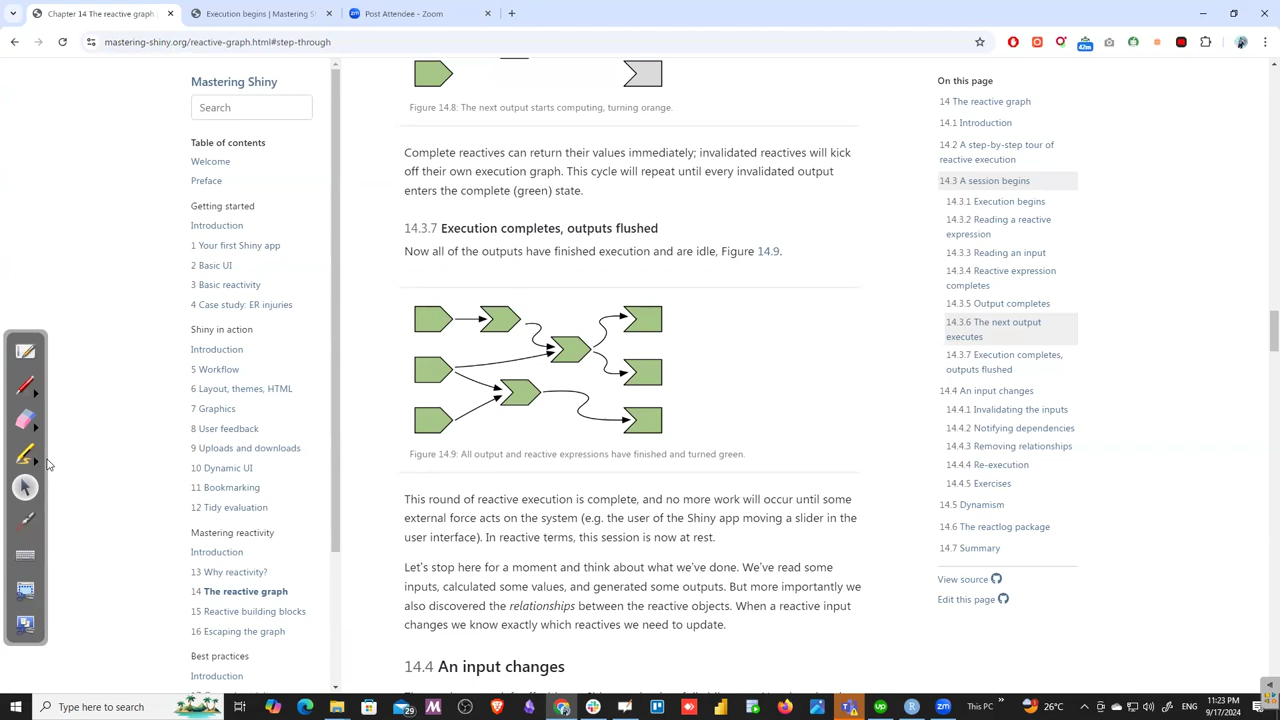 Chapter 14 The reactive graph
Execution begins | Mastering S
Post Attendee - Zoom
mastering-shiny.org/reactive-graph.html#step-through
42m
Mastering Shiny
Search
Table of contents
Welcome
Preface
Getting started
Introduction
1 Your first Shiny app
2 Basic UI
3 Basic reactivity
4 Case study: ER injuries
Shiny in action
Introduction
5 Workflow
6 Layout, themes, HTML
7 Graphics
8 User feedback
9 Uploads and downloads
10 Dynamic UI
11 Bookmarking
12 Tidy evaluation
Mastering reactivity
Introduction
13 Why reactivity?
14 The reactive graph
15 Reactive building blocks
16 Escaping the graph
Best practices
Introduction
Figure 14.8: The next output starts computing, turning orange.
Complete reactives can return their values immediately; invalidated reactives will kick
off their own execution graph. This cycle will repeat until every invalidated output
enters the complete (green) state.
14.3.7 Execution completes, outputs flushed
Now all of the outputs have finished execution and are idle, Figure 14.9.
Figure 14.9: All output and reactive expressions have finished and turned green.
This round of reactive execution is complete, and no more work will occur until some
external force acts on the system (e.g. the user of the Shiny app moving a slider in the
user interface). In reactive terms, this session is now at rest.
Let's stop here for a moment and think about what we've done. We've read some
inputs, calculated some values, and generated some outputs. But more importantly we
also discovered the relationships between the reactive objects. When a reactive input
changes we know exactly which reactives we need to update.
14.4 An input changes
On this page
14 The reactive graph
14.1 Introduction
14.2 A step-by-step tour of
reactive execution
14.3 A session begins
14.3.1 Execution begins
14.3.2 Reading a reactive
expression
14.3.3 Reading an input
14.3.4 Reactive expression
completes
14.3.5 Output completes
14.3.6 The next output
executes
14.3.7 Execution completes,
outputs flushed
14.4 An input changes
14.4.1 Invalidating the inputs
14.4.2 Notifying dependencies
14.4.3 Removing relationships
14.4.4 Re-execution
14.4.5 Exercises
14.5 Dynamism
14.6 The reactlog package
14.7 Summary
View source
Edit this page
Type here to search
29
This PC
26°C
11:23 PM
9/17/2024